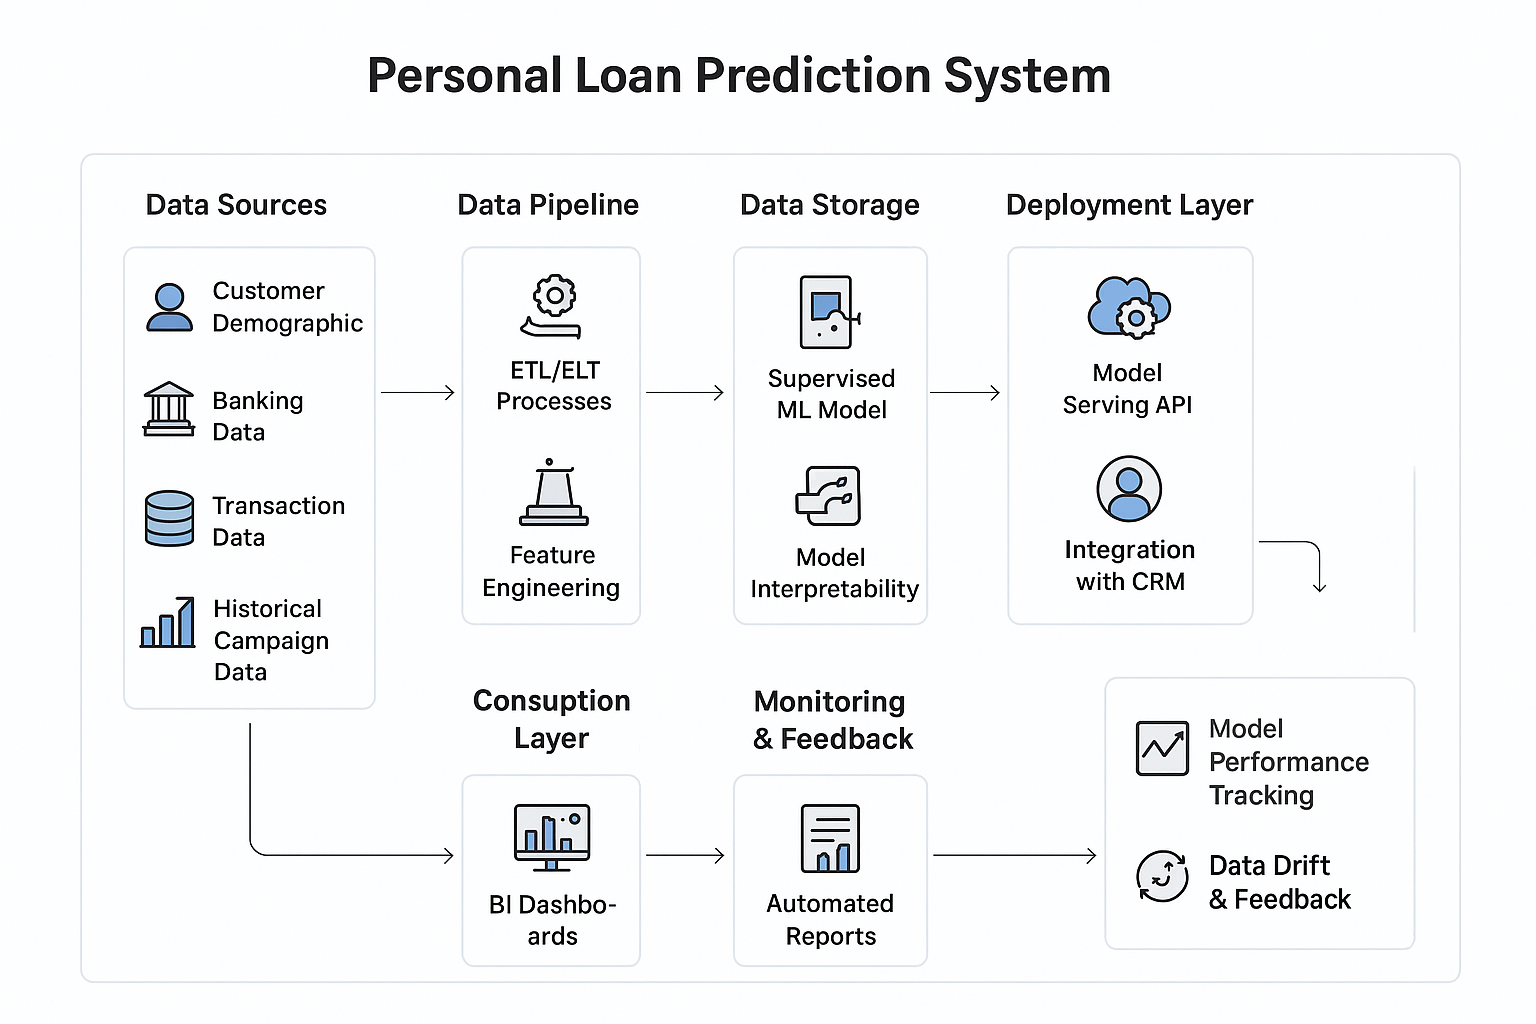 Personal Loan Prediction System
Data Sources
Customer
Demographic
Banking
Data
Transaction
Data
Historical
Campaign
Data
Data Pipeline
ETL/ELT
Processes
Feature
Engineering
Data Storage
Supervised
ML Model
Model
Interpretability
Deployment Layer
Model
Serving API
Integration
with CRM
Consuption
Layer
BI Dashbo-
ards
Monitoring
& Feedback
Automated
Reports
Model
Performance
Tracking
Data Drift
& Feedback